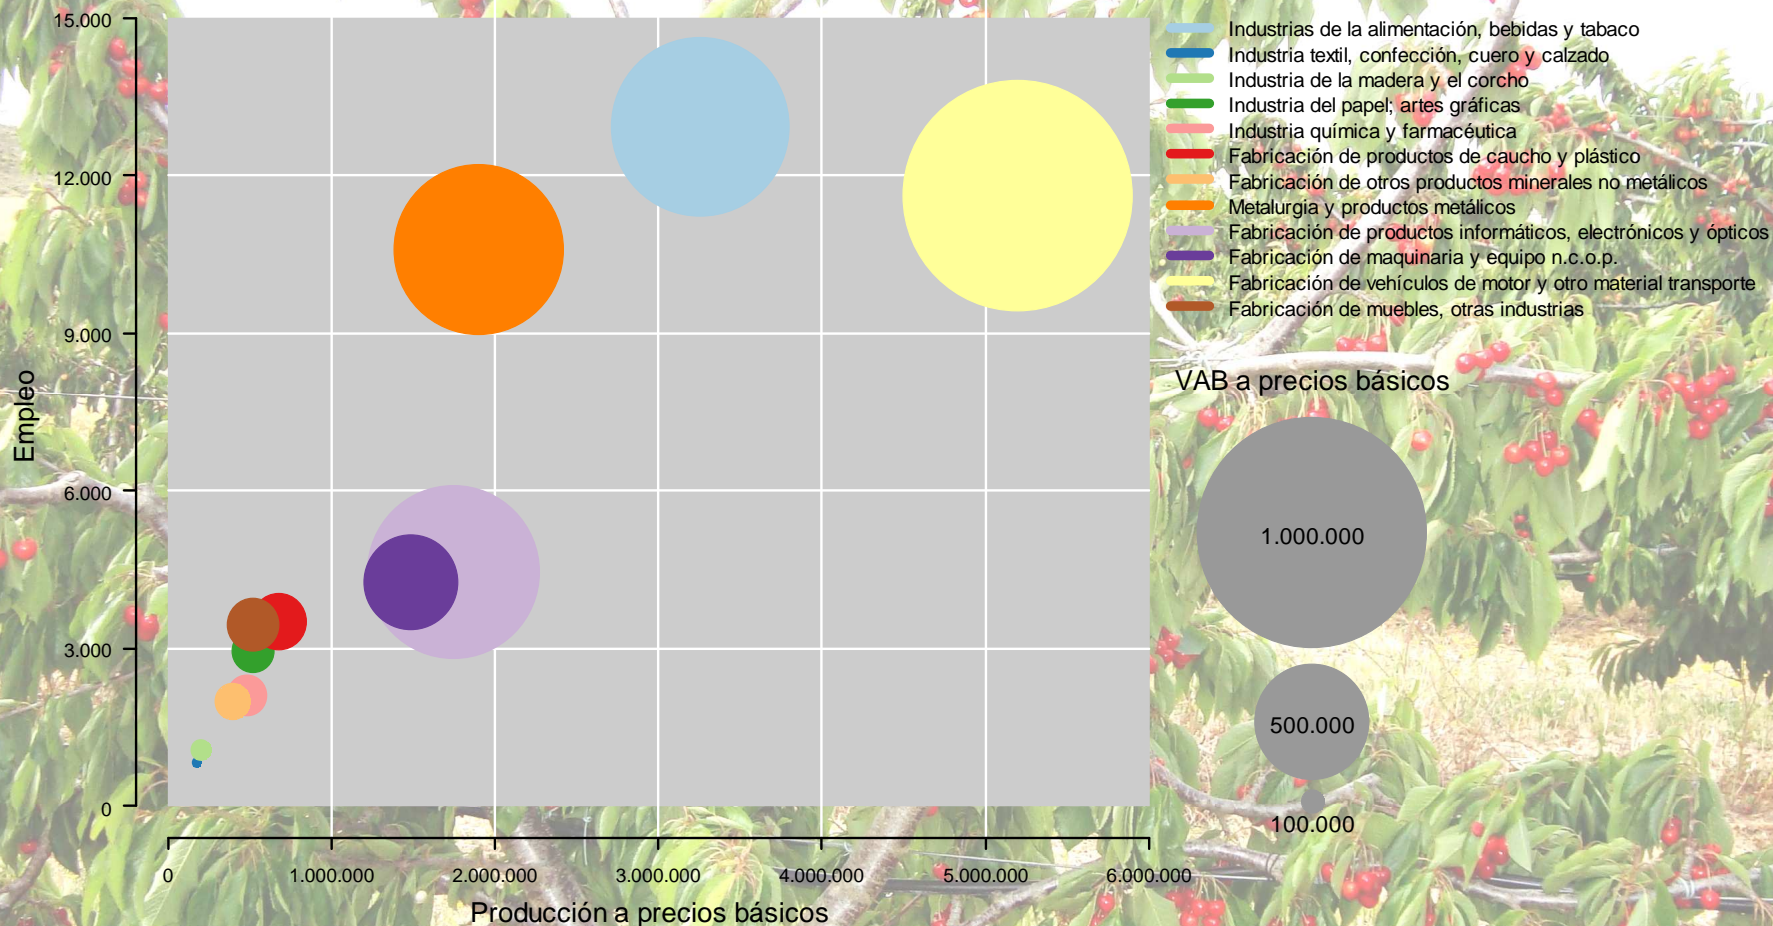 15.000
12.000
9.000
6.000
3.000
0
Empleo
0
1.000.000
2.000.000
3.000.000
4.000.000
5.000.000
6.000.000
Producción a precios básicos
Industrias de la alimentación, bebidas y tabaco
Industria textil, confección, cuero y calzado
Industria de la madera y el corcho
Industria del papel; artes gráficas
Industria química y farmacéutica
Fabricación de productos de caucho y plástico
Fabricación de otros productos minerales no metálicos
Metalurgia y productos metálicos
Fabricación de productos informáticos, electrónicos y ópticos
Fabricación de maquinaria y equipo n.c.o.p.
Fabricación de vehículos de motor y otro material transporte
Fabricación de muebles, otras industrias
VAB a precios básicos
1.000.000
500.000
100.000